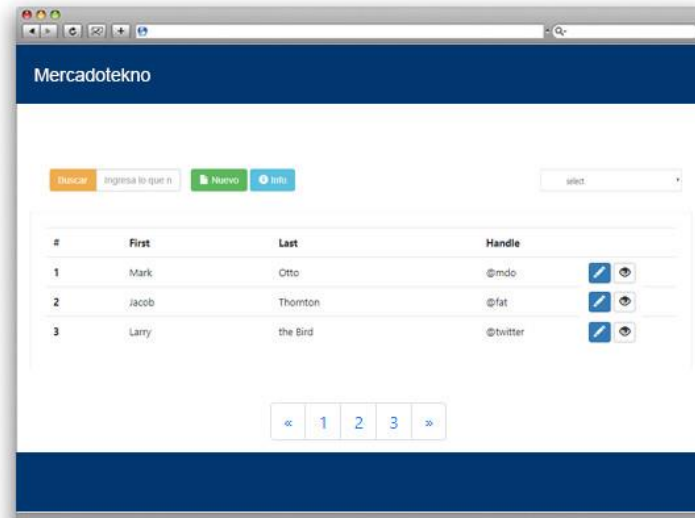 Mercadotekno
Buscar Ingresa lo que n Nuevo Info select
# First Last Handle
1 Mark Otto @mdo
2 Jacob Thornton @fat
3 Larry the Bird @twitter
« 1 2 3 »